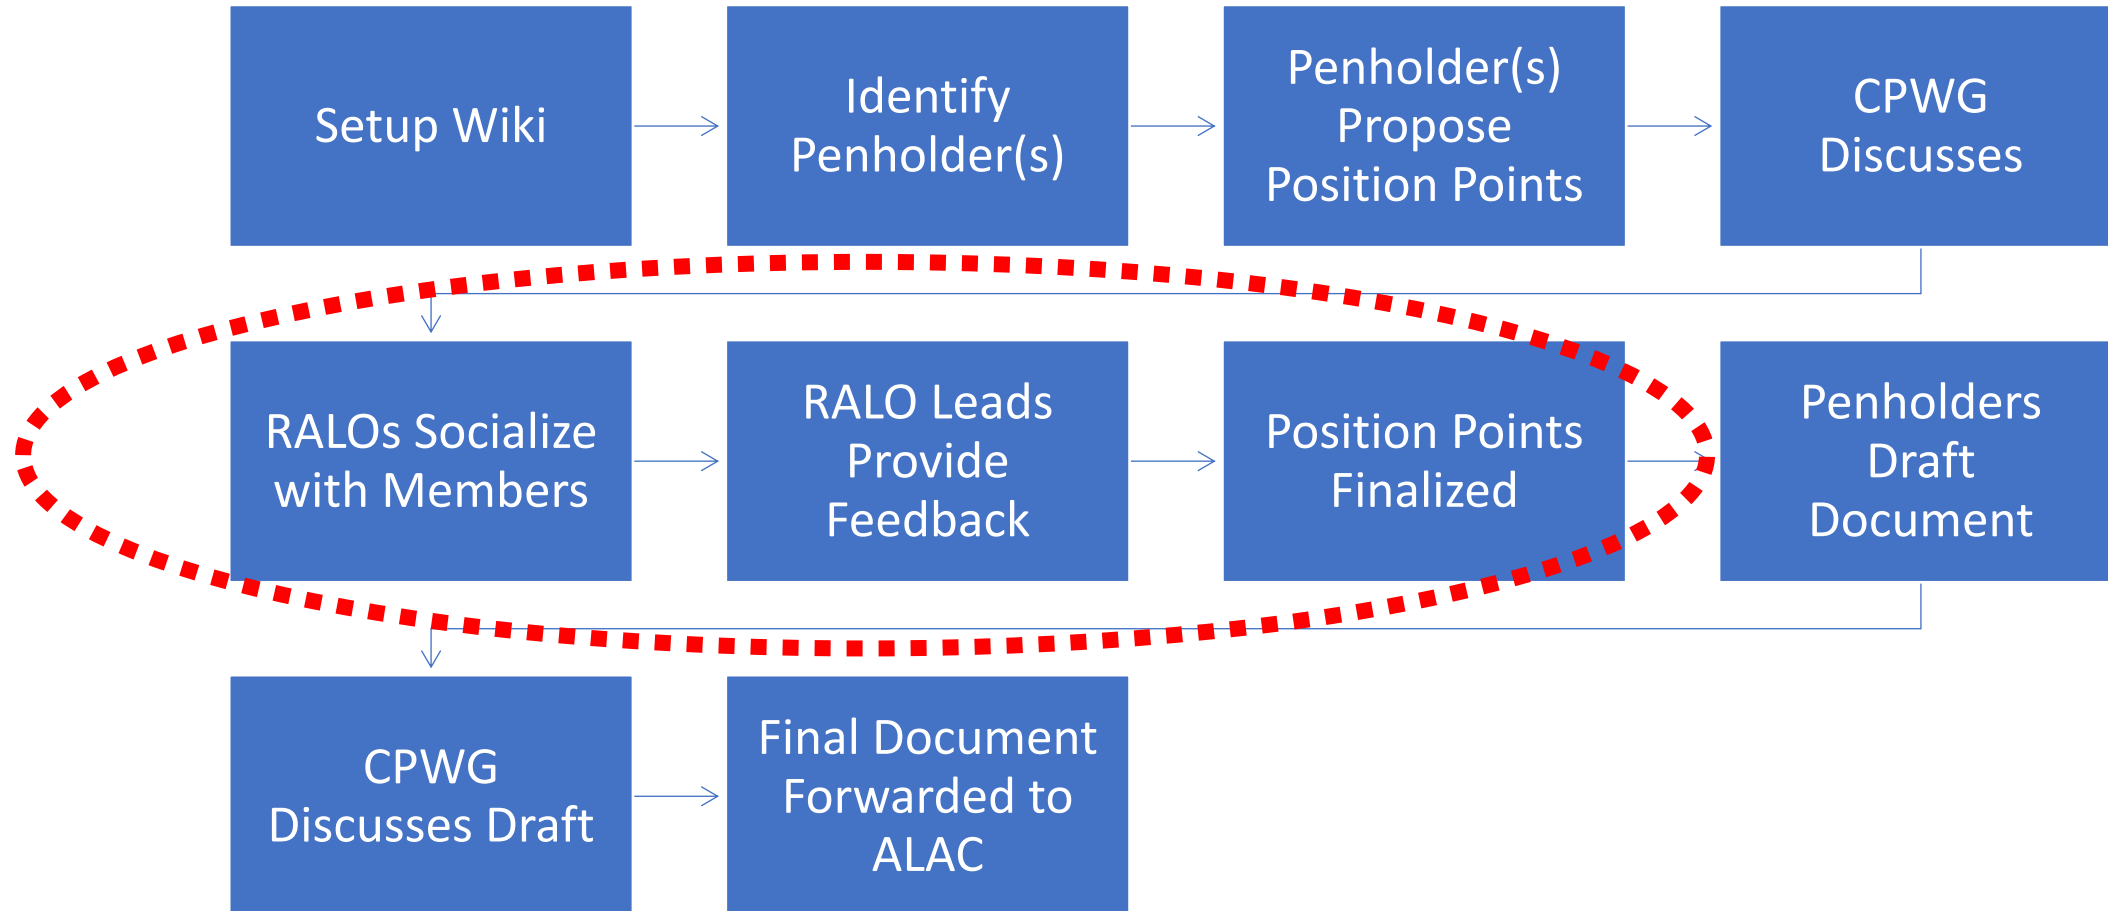 Setup Wiki
Identify
Penholder(s)
Penholder(s)
Propose
Position Points
CPWG
Discusses
RALOs Socialize
with Members
RALO Leads
Provide
Feedback
Position Points
Finalized
Penholders
Draft
Document
CPWG
Discusses Draft
Final Document
Forwarded to
ALAC